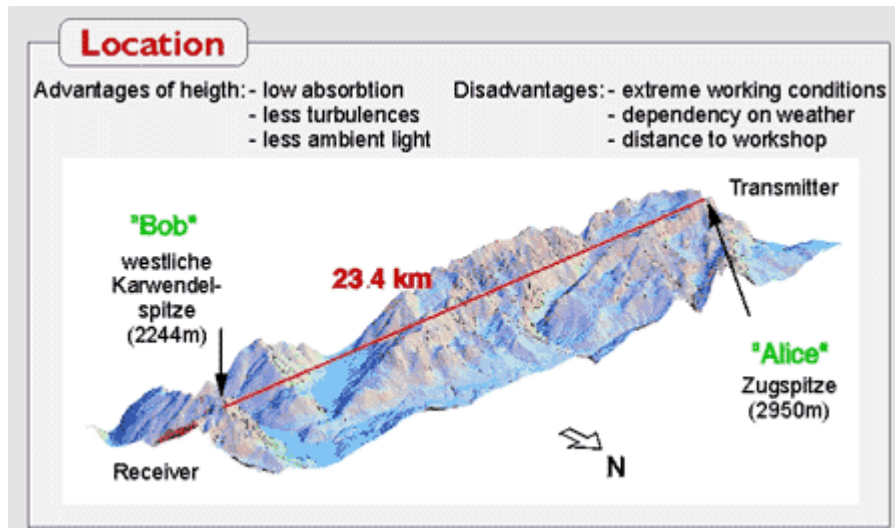 Location
Advantages of heigth: - low absorbtion
- less turbulences
- less ambient light
Disadvantages: - extreme working conditions
- dependency on weather
- distance to workshop
Transmitter
"Bob"
westliche
Karwendel-
spitze
(2244m)
23.4 km
"Alice"
Zugspitze
(2950m)
N
Receiver